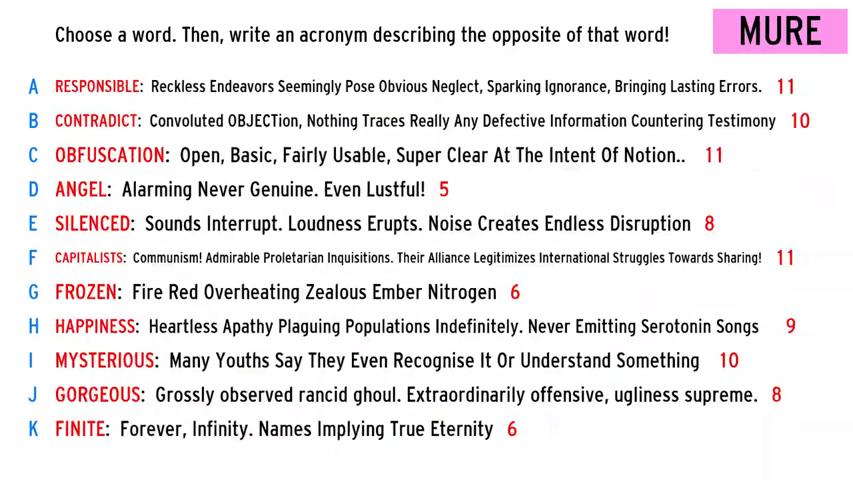 Choose a word. Then, write an acronym describing the opposite of that word!
MURE
A RESPONSIBLE: Reckless Endeavors Seemingly Pose Obvious Neglect, Sparking Ignorance, Bringing Lasting Errors. 11
B CONTRADICT: Convoluted OBJECTion, Nothing Traces Really Any Defective Information Countering Testimony 10
C OBFUSCATION: Open, Basic, Fairly Usable, Super Clear At The Intent Of Notion.. 11
D ANGEL: Alarming Never Genuine. Even Lustful! 5
E SILENCED: Sounds Interrupt. Loudness Erupts. Noise Creates Endless Disruption 8
F CAPITALISTS: Communism! Admirable Proletarian Inquisitions. Their Alliance Legitimizes International Struggles Towards Sharing! 11
G FROZEN: Fire Red Overheating Zealous Ember Nitrogen 6
H HAPPINESS: Heartless Apathy Plaguing Populations Indefinitely. Never Emitting Serotonin Songs 9
I MYSTERIOUS: Many Youths Say They Even Recognise It Or Understand Something 10
J GORGEOUS: Grossly observed rancid ghoul. Extraordinarily offensive, ugliness supreme. 8
K FINITE: Forever, Infinity. Names Implying True Eternity 6